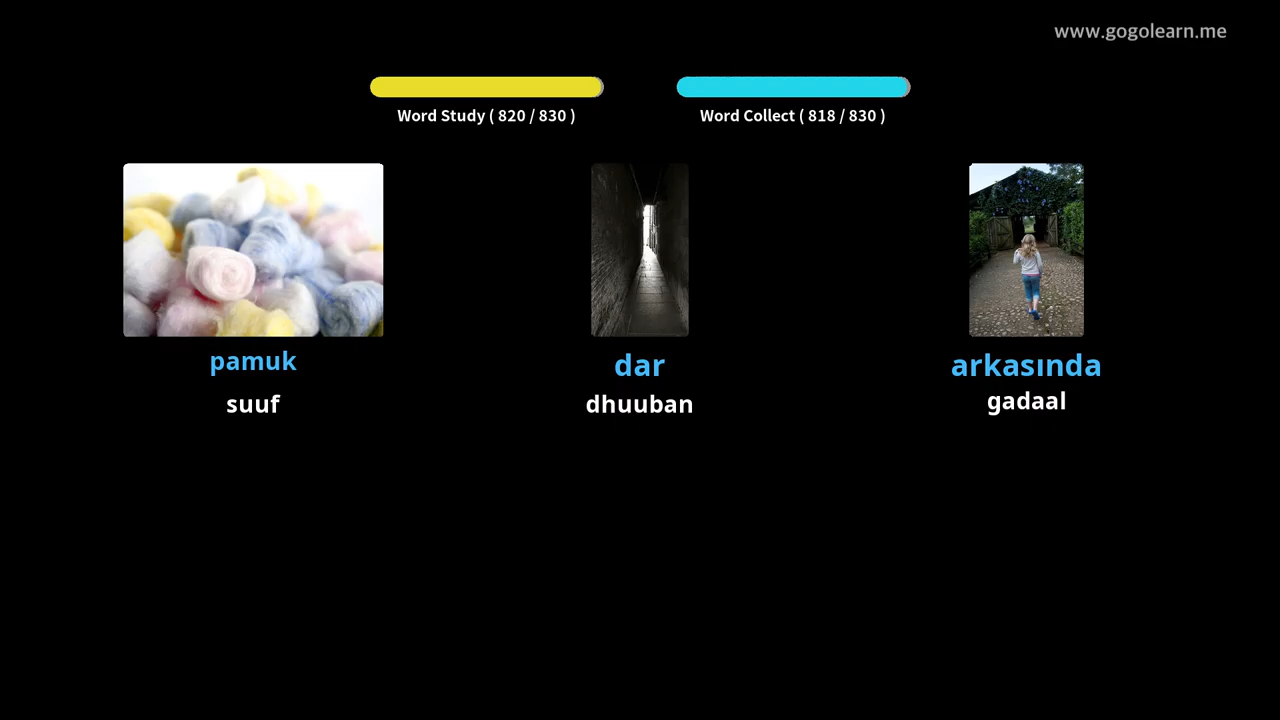 www.gogolearn.me
Word Study ( 820 / 830 )
Word Collect ( 818 / 830 )
pamuk
dar
arkasında
suuf
dhuuban
gadaal